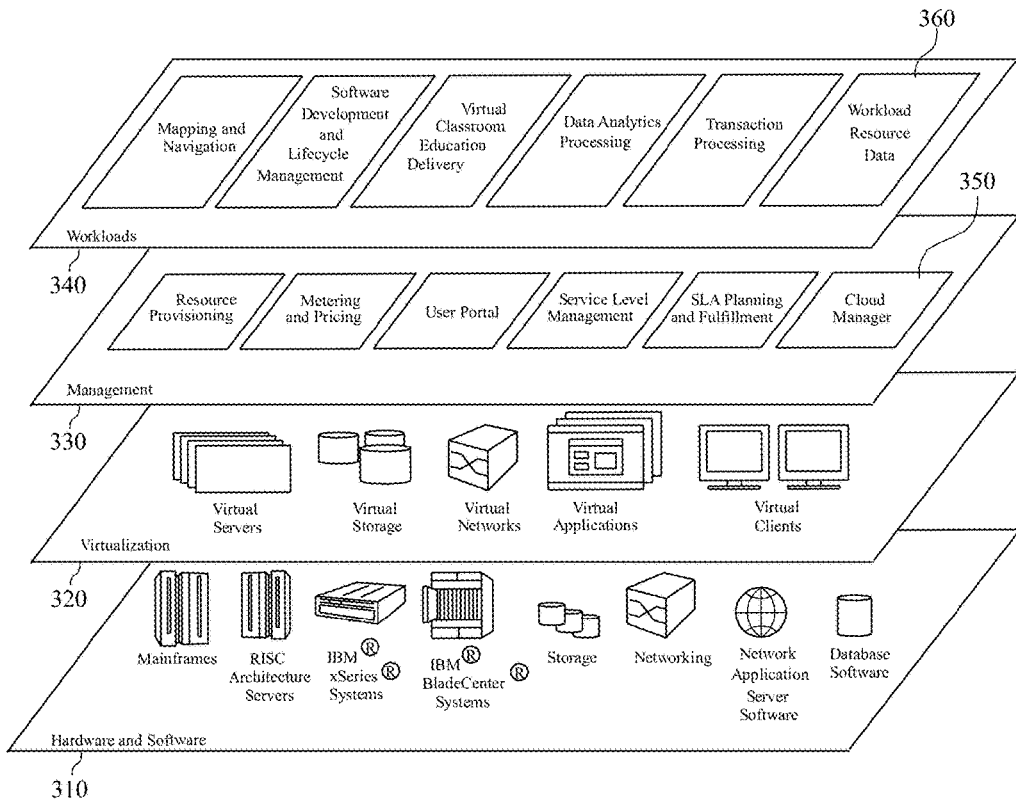 360
Mapping and
Navigation
Software
Development
and
Lifecycle
Management
Virtual
Classroom
Education
Delivery
Data Analytics
Processing
Transaction
Processing
Workload
Resource
Data
Workloads
340
350
Resource
Provisioning
Metering
and Pricing
User Portal
Service Level
Management
SLA Planning
and Fulfillment
Cloud
Manager
Management
330
Virtual
Servers
Virtual
Storage
Virtual
Networks
Virtual
Applications
Virtual
Clients
Virtualization
320
Mainframes
RISC
Architecture
Servers
IBM ®
xSeries ®
Systems
IBM ®
BladeCenter ®
Systems
Storage
Networking
Network
Application
Server
Software
Database
Software
Hardware and Software
310